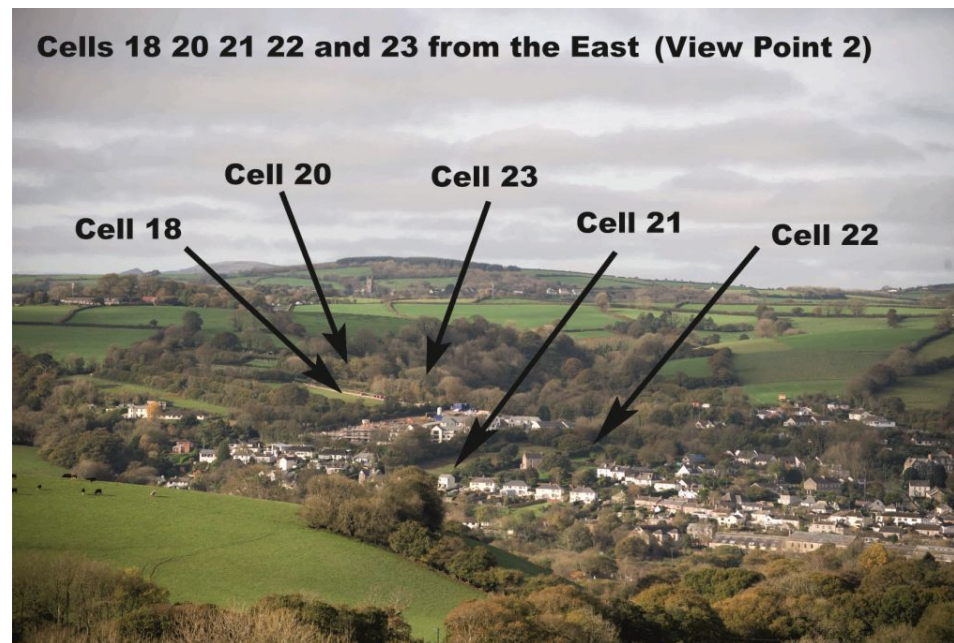 Cells 18 20 21 22 and 23 from the East (View Point 2)
Cell 20
Cell 23
Cell 18
Cell 21
Cell 22